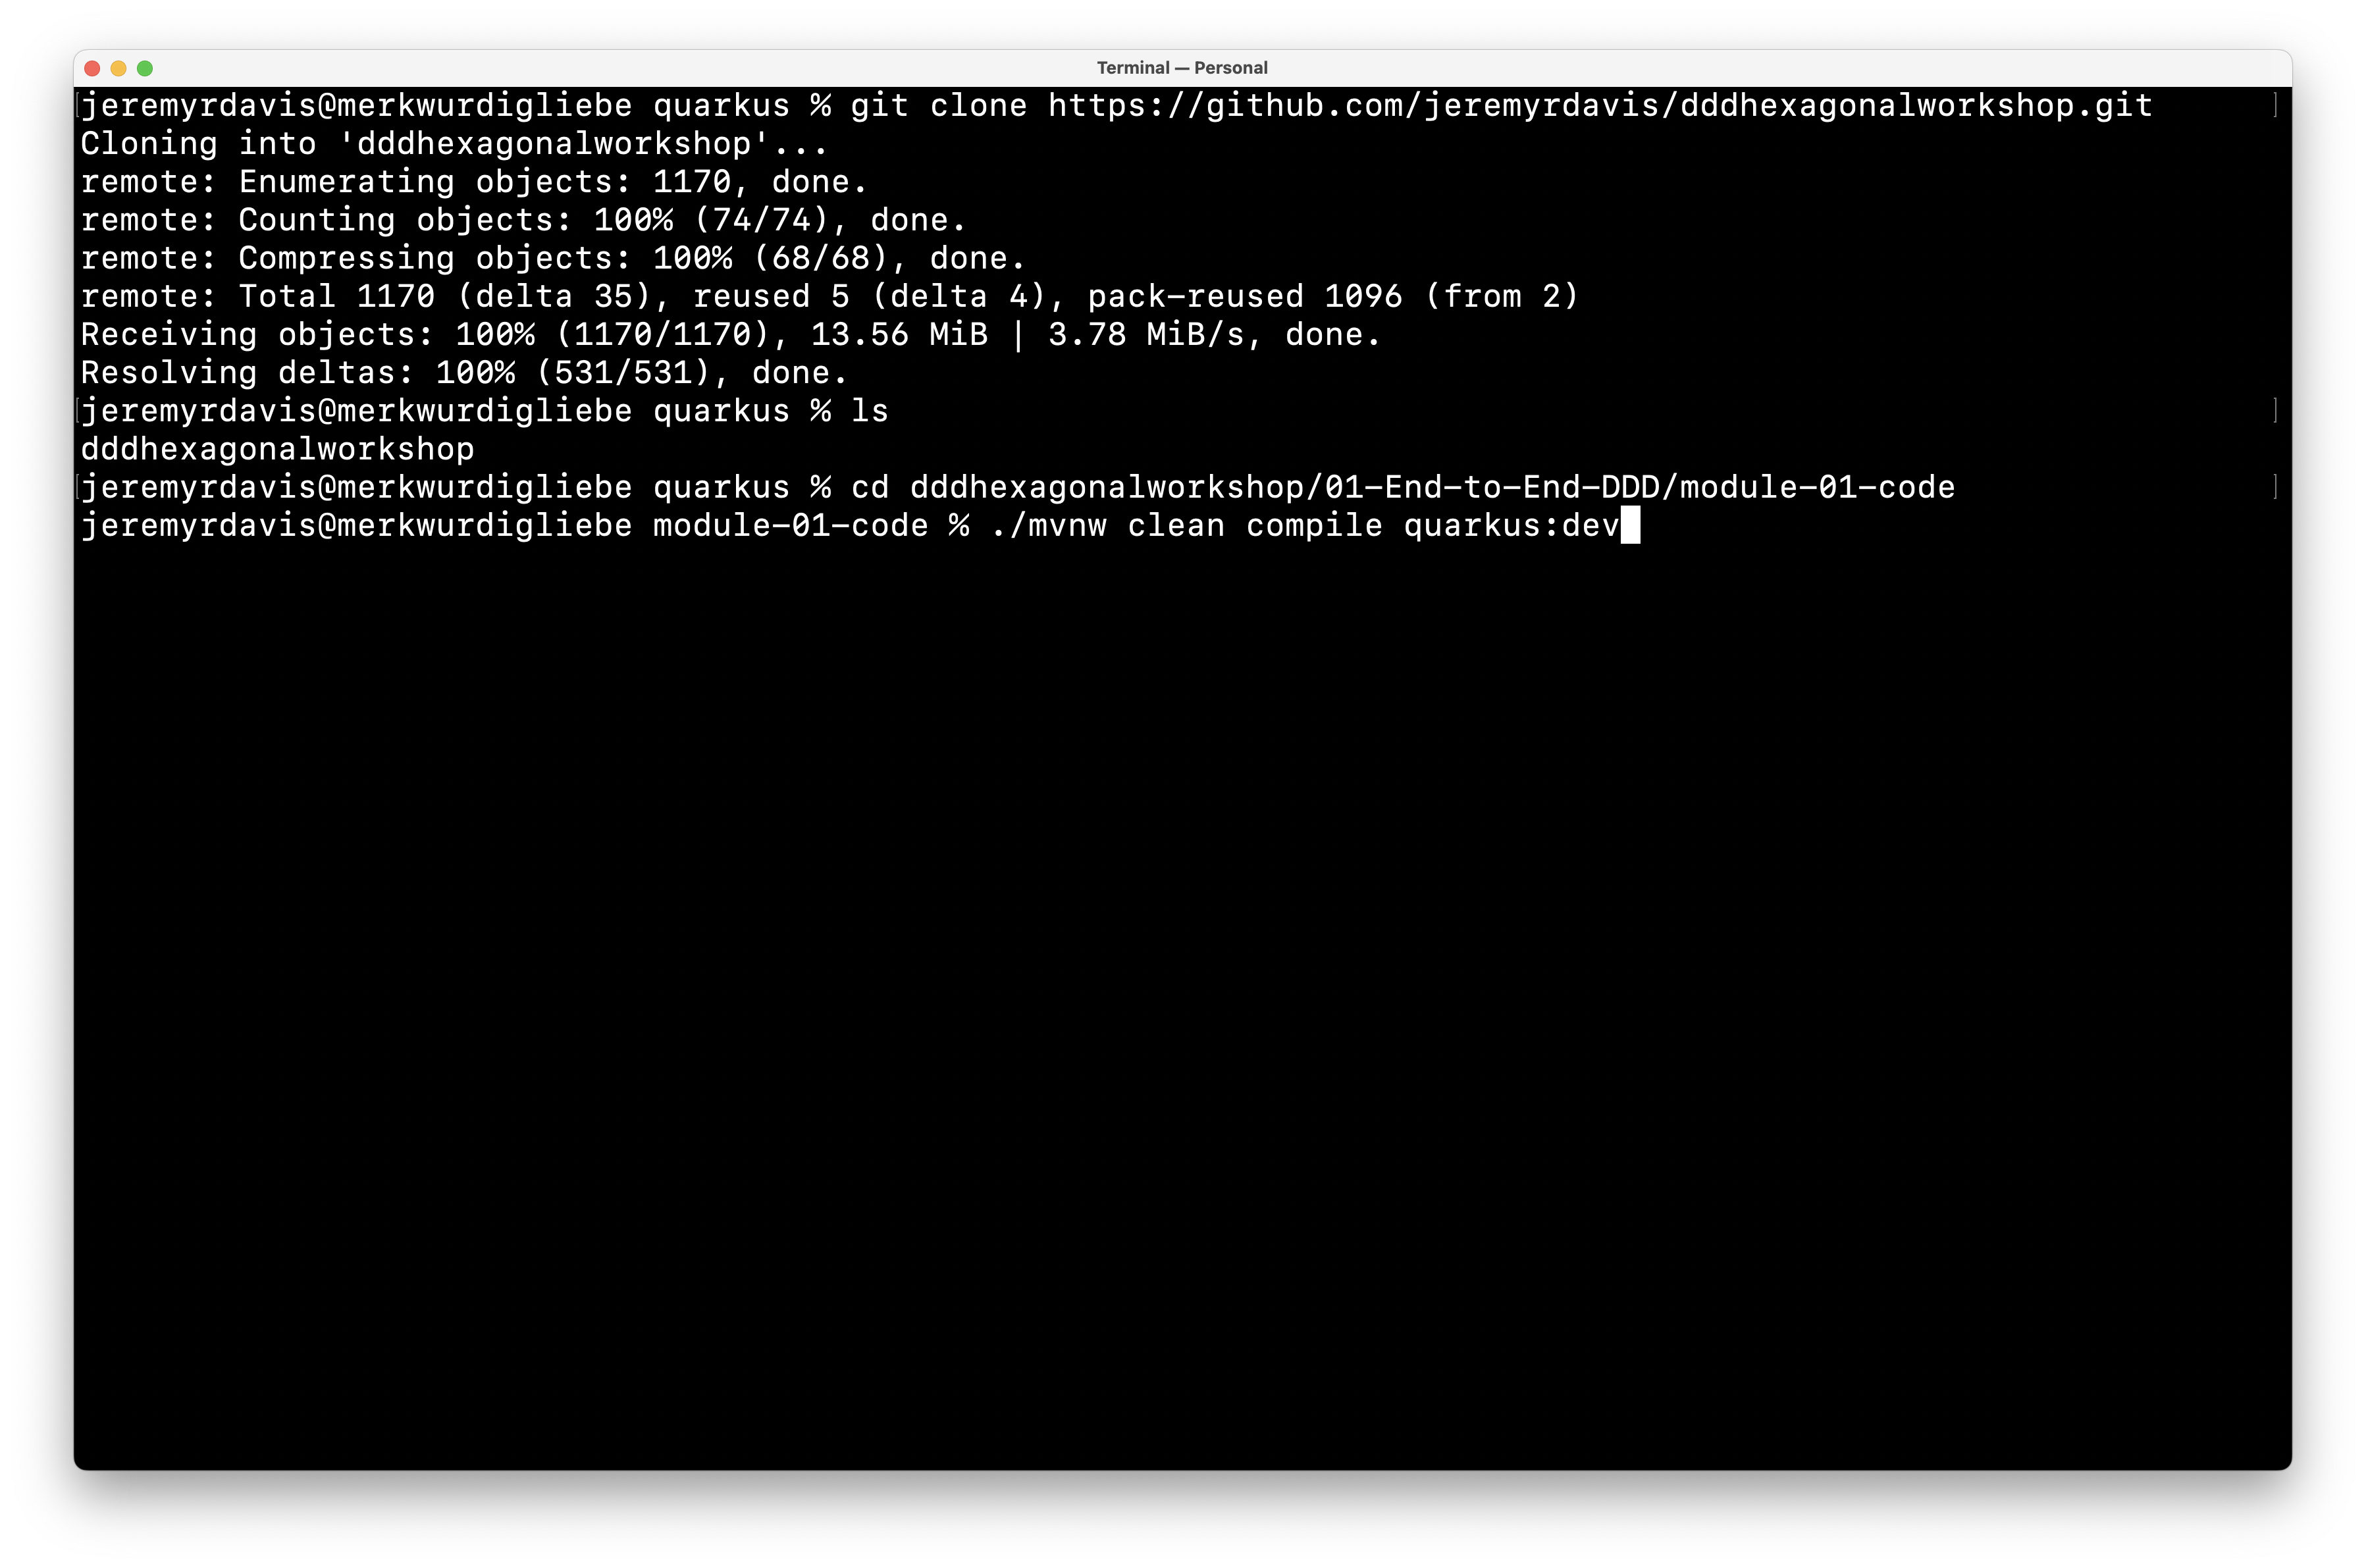 Terminal — Personal
jeremyrdavis@merkwurdigliebe quarkus % git clone https://github.com/jeremyrdavis/dddhexagonalworkshop.git
Cloning into 'dddhexagonalworkshop'...
remote: Enumerating objects: 1170, done.
remote: Counting objects: 100% (74/74), done.
remote: Compressing objects: 100% (68/68), done.
remote: Total 1170 (delta 35), reused 5 (delta 4), pack-reused 1096 (from 2)
Receiving objects: 100% (1170/1170), 13.56 MiB | 3.78 MiB/s, done.
Resolving deltas: 100% (531/531), done.
jeremyrdavis@merkwurdigliebe quarkus % ls
dddhexagonalworkshop
jeremyrdavis@merkwurdigliebe quarkus % cd dddhexagonalworkshop/01-End-to-End-DDD/module-01-code
jeremyrdavis@merkwurdigliebe module-01-code % ./mvnw clean compile quarkus:dev